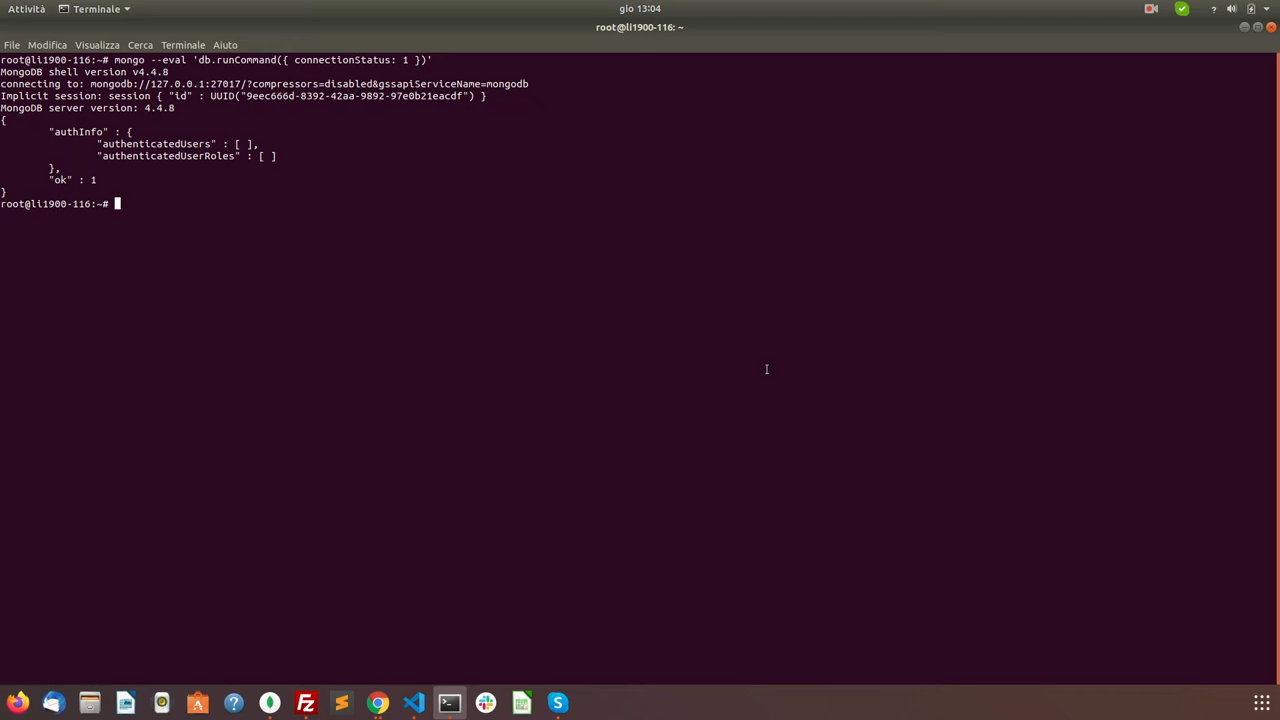 Attività Terminale gio 13:04
root@li1900-116: ~
File Modifica Visualizza Cerca Terminale Aiuto
root@li1900-116:~# mongo --eval 'db.runCommand({ connectionStatus: 1 })'
MongoDB shell version v4.4.8
connecting to: mongodb://127.0.0.1:27017/?compressors=disabled&gssapiServiceName=mongodb
Implicit session: session { "id" : UUID("9eec666d-8392-42aa-9892-97e0b21eacdf") }
MongoDB server version: 4.4.8
{
"authInfo" : {
"authenticatedUsers" : [ ],
"authenticatedUserRoles" : [ ]
},
"ok" : 1
}
root@li1900-116:~#